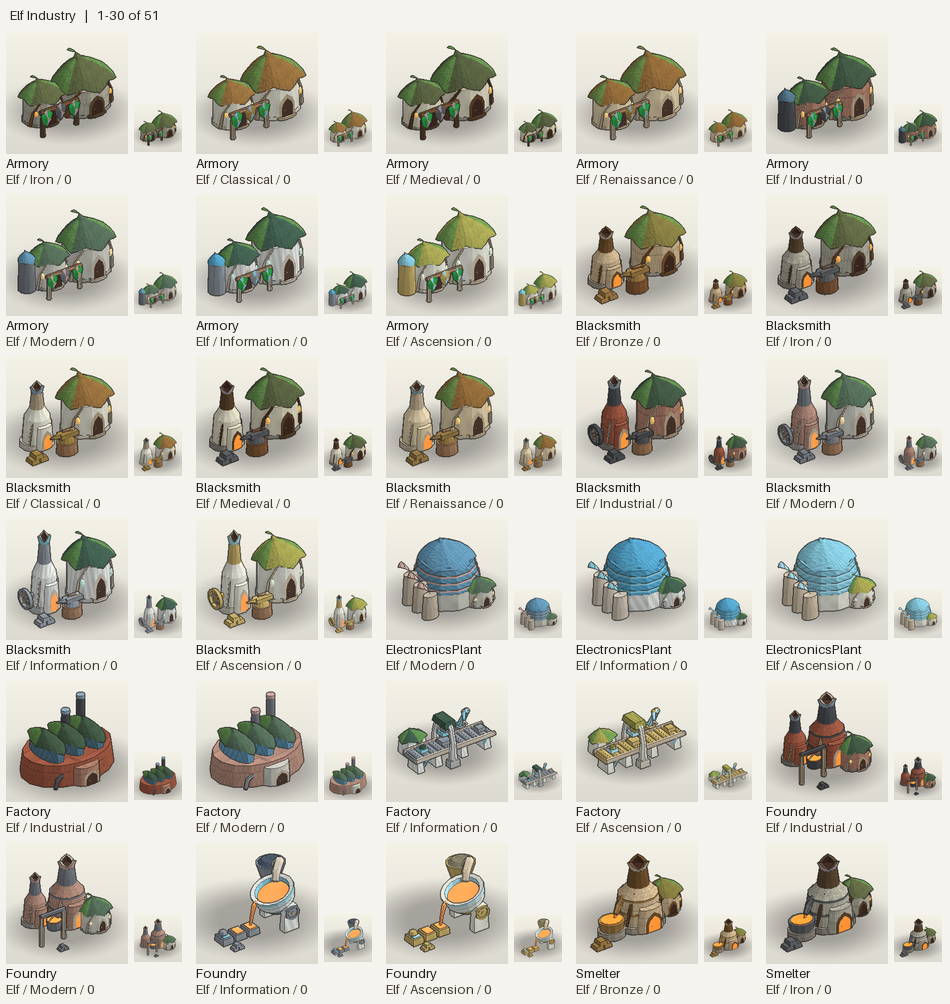 Elf Industry | 1-30 of 51
Armory
Elf / Iron / 0
Armory
Elf / Classical / 0
Armory
Elf / Medieval / 0
Armory
Elf / Renaissance / 0
Armory
Elf / Industrial / 0
Armory
Elf / Modern / 0
Armory
Elf / Information / 0
Armory
Elf / Ascension / 0
Blacksmith
Elf / Bronze / 0
Blacksmith
Elf / Iron / 0
Blacksmith
Elf / Classical / 0
Blacksmith
Elf / Medieval / 0
Blacksmith
Elf / Renaissance / 0
Blacksmith
Elf / Industrial / 0
Blacksmith
Elf / Modern / 0
Blacksmith
Elf / Information / 0
Blacksmith
Elf / Ascension / 0
ElectronicsPlant
Elf / Modern / 0
ElectronicsPlant
Elf / Information / 0
ElectronicsPlant
Elf / Ascension / 0
Factory
Elf / Industrial / 0
Factory
Elf / Modern / 0
Factory
Elf / Information / 0
Factory
Elf / Ascension / 0
Foundry
Elf / Industrial / 0
Foundry
Elf / Modern / 0
Foundry
Elf / Information / 0
Foundry
Elf / Ascension / 0
Smelter
Elf / Bronze / 0
Smelter
Elf / Iron / 0